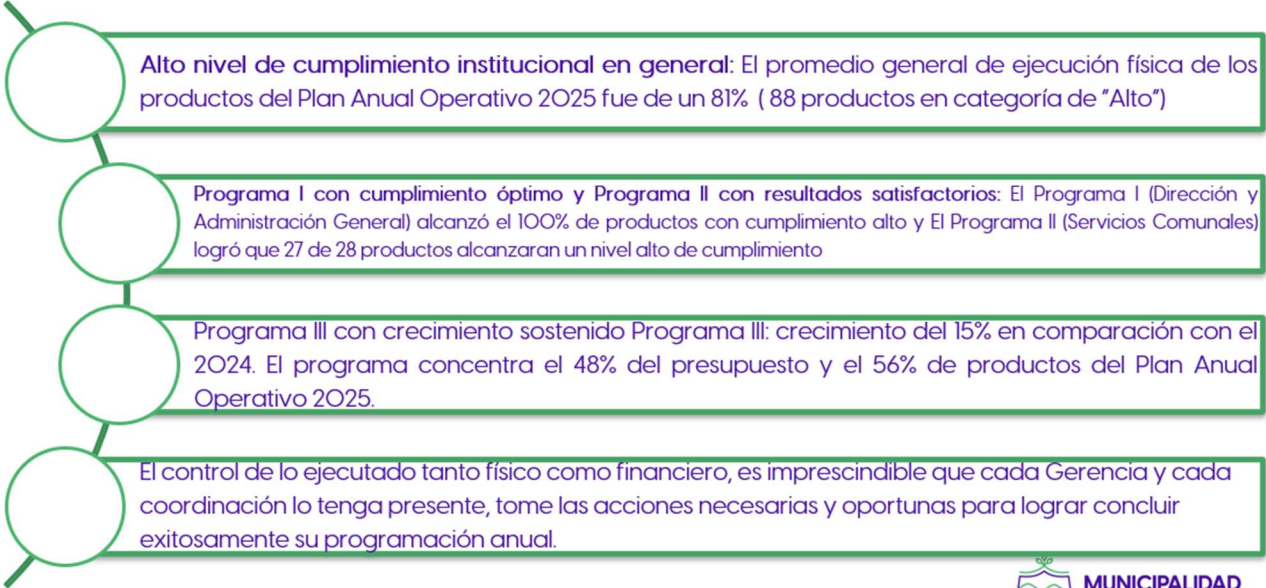 Alto nivel de cumplimiento institucional en general: El promedio general de ejecución física de los
productos del Plan Anual Operativo 2025 fue de un 81% ( 88 productos en categoría de "Alto")
Programa I con cumplimiento óptimo y Programa II con resultados satisfactorios: El Programa I (Dirección y
Administración General) alcanzó el 100% de productos con cumplimiento alto y El Programa II (Servicios Comunales)
logró que 27 de 28 productos alcanzaran un nivel alto de cumplimiento
Programa III con crecimiento sostenido Programa III: crecimiento del 15% en comparación con el
2024. El programa concentra el 48% del presupuesto y el 56% de productos del Plan Anual
Operativo 2025.
El control de lo ejecutado tanto físico como financiero, es imprescindible que cada Gerencia y cada
coordinación lo tenga presente, tome las acciones necesarias y oportunas para lograr concluir
exitosamente su programación anual.
MUNICIPALIDAD